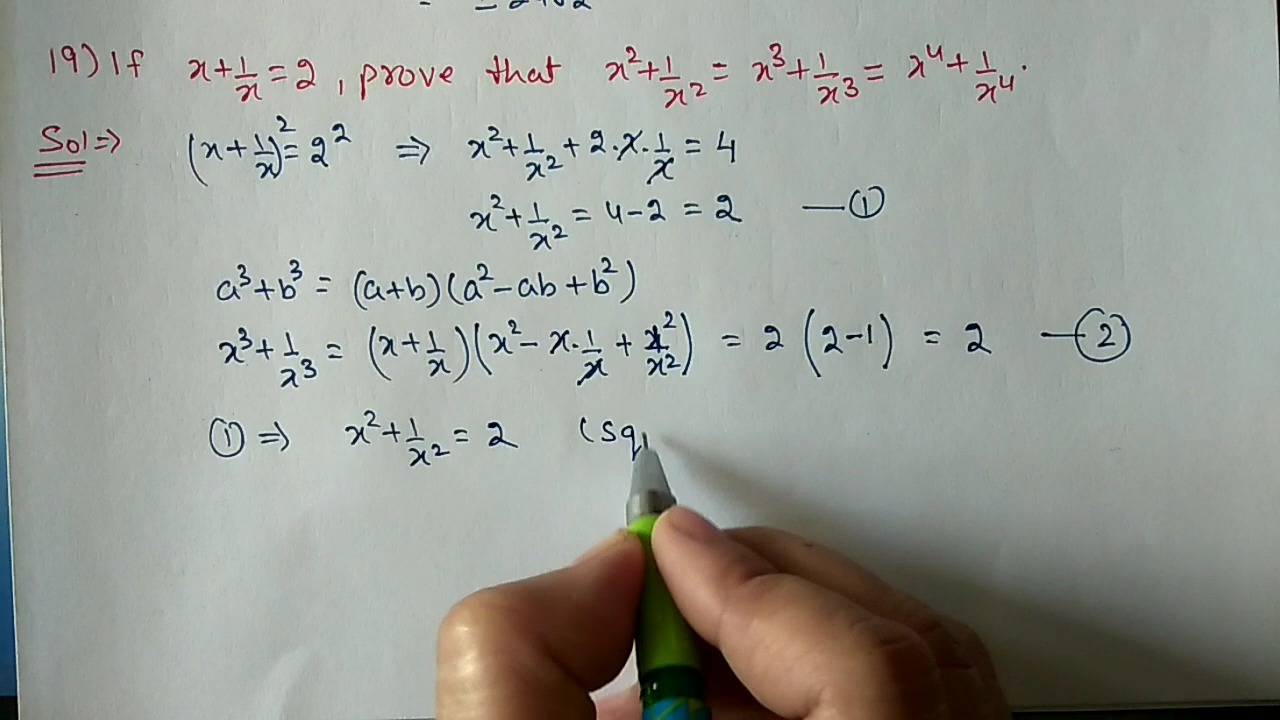 19) If x + 1/x = 2, prove that x² + 1/x² = x³ + 1/x³ = x⁴ + 1/x⁴.
Sol ⇒ (x + 1/x)² = 2² ⇒ x² + 1/x² + 2·x·1/x = 4
x² + 1/x² = 4 - 2 = 2 — ①
a³ + b³ = (a+b)(a² - ab + b²)
x³ + 1/x³ = (x + 1/x)(x² - x·1/x + 1²/x²) = 2(2-1) = 2 — ②
① ⇒ x² + 1/x² = 2 (Sq